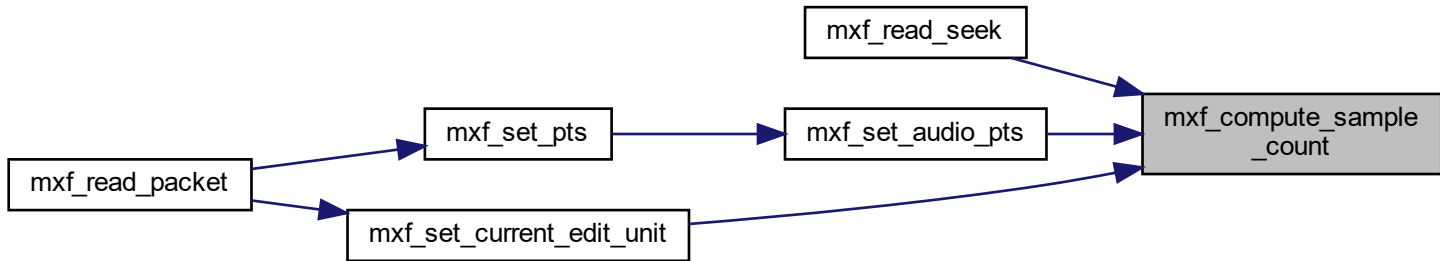 mxf_read_seek
mxf_compute_sample
_count
mxf_set_pts
mxf_set_audio_pts
mxf_read_packet
mxf_set_current_edit_unit